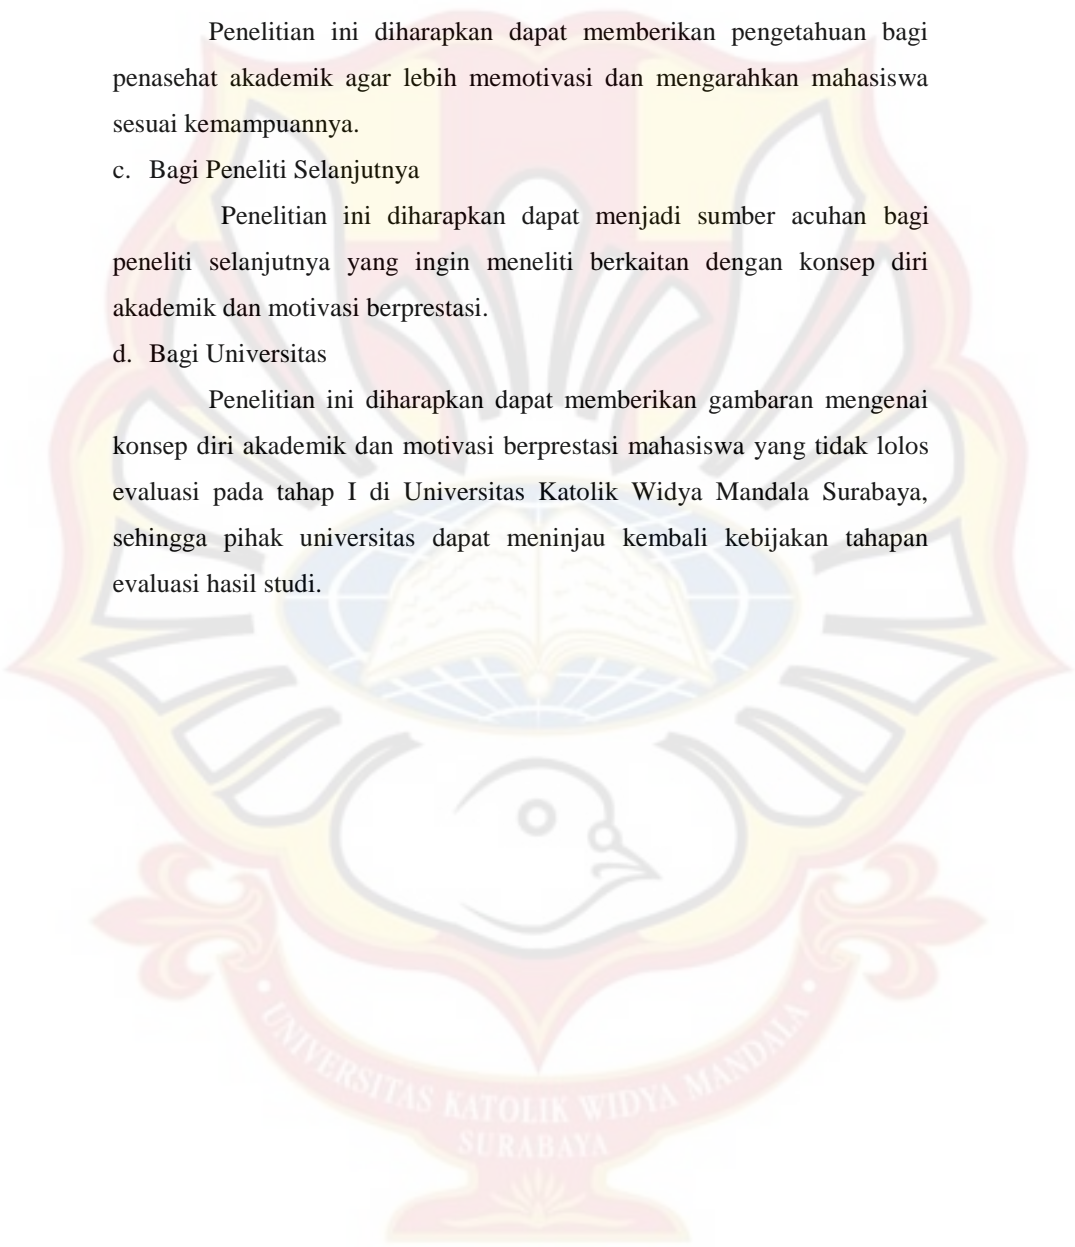 Penelitian ini diharapkan dapat memberikan pengetahuan bagi
penasehat akademik agar lebih memotivasi dan mengarahkan mahasiswa
sesuai kemampuannya.
c. Bagi Peneliti Selanjutnya
Penelitian ini diharapkan dapat menjadi sumber acuhan bagi
peneliti selanjutnya yang ingin meneliti berkaitan dengan konsep diri
akademik dan motivasi berprestasi.
d. Bagi Universitas
Penelitian ini diharapkan dapat memberikan gambaran mengenai
konsep diri akademik dan motivasi berprestasi mahasiswa yang tidak lolos
evaluasi pada tahap I di Universitas Katolik Widya Mandala Surabaya,
sehingga pihak universitas dapat meninjau kembali kebijakan tahapan
evaluasi hasil studi.
UNIVERSITAS KATOLIK WIDYA MANDALA
SURABAYA